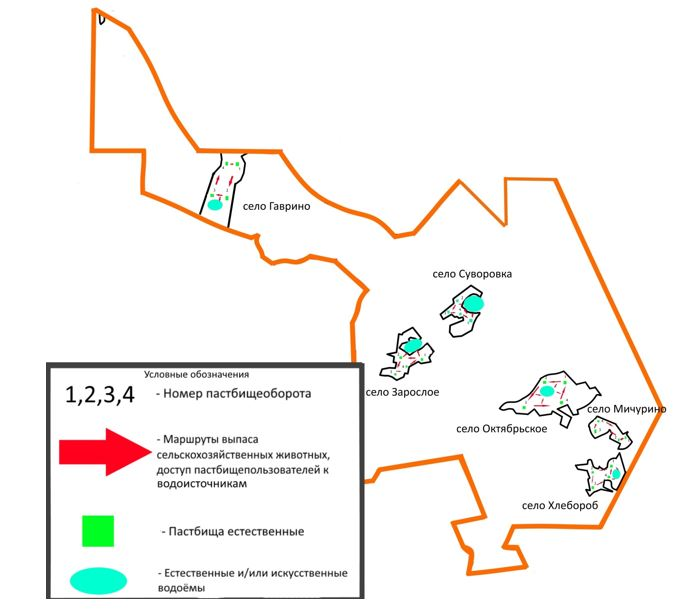 село Гаврино
село Суворовка
село Зарослое
село Мичурино
село Октябрьское
село Хлебороб
Условные обозначения
1,2,3,4 - Номер пастбищеоборота
- Маршруты выпаса
сельскохозяйственных животных,
доступ пастбищепользователей к
водоисточникам
- Пастбища естественные
- Естественные и/или искусственные
водоёмы